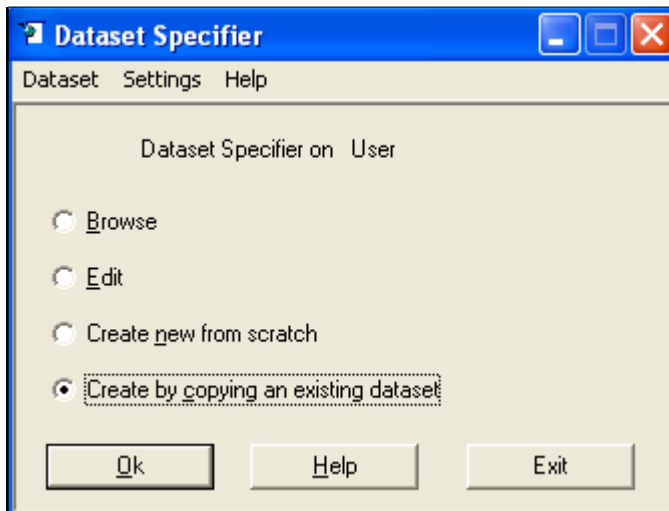 Dataset Specifier
Dataset Settings Help
Dataset Specifier on User
Browse
Edit
Create new from scratch
Create by copying an existing dataset
Ok Help Exit